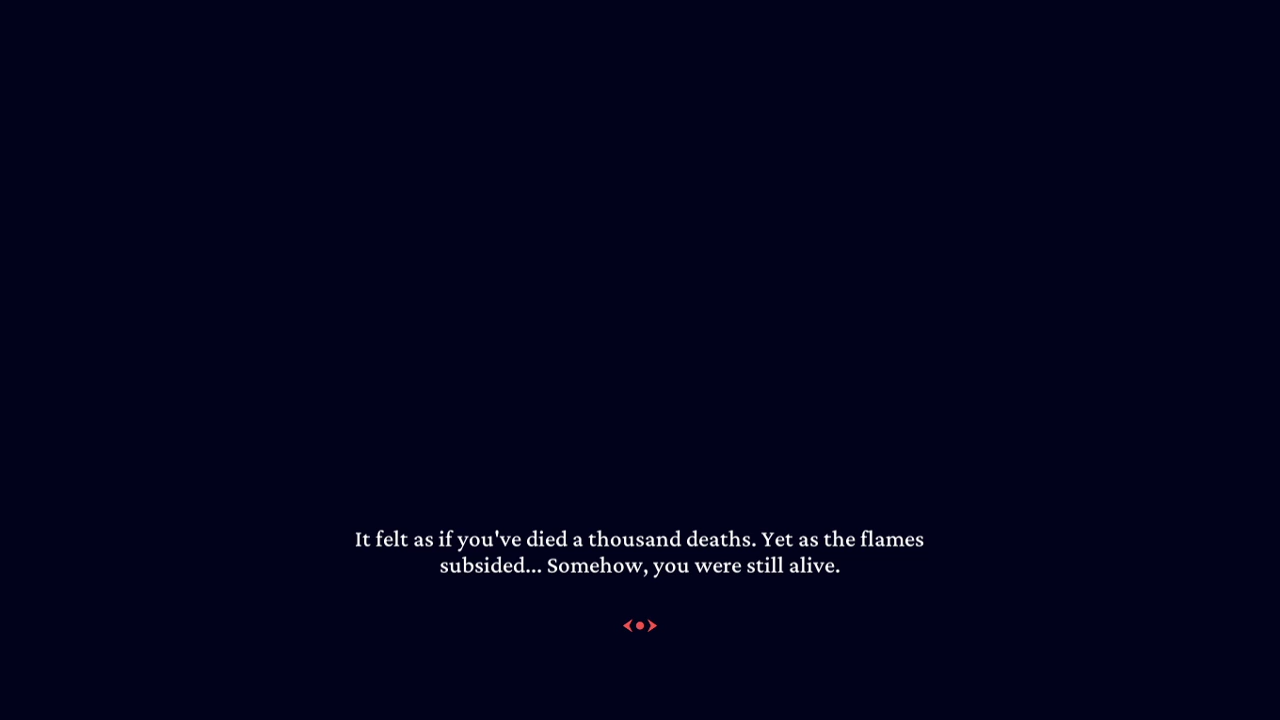 It felt as if you've died a thousand deaths. Yet as the flames
subsided... Somehow, you were still alive.